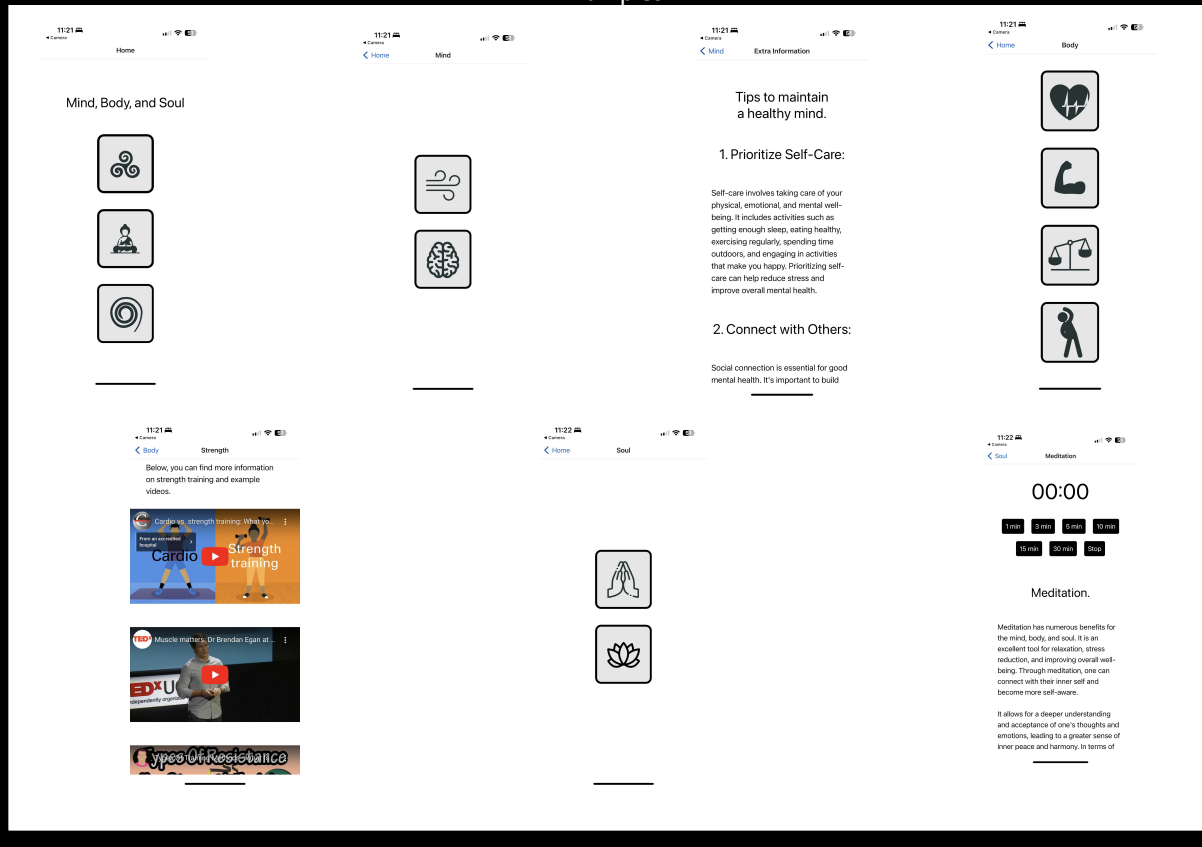 11:21
Camera
Home
Mind, Body, and Soul
11:21
Camera
Home
Mind
11:21
Camera
Mind
Extra Information
Tips to maintain
a healthy mind.
1. Prioritize Self-Care:
Self-care involves taking care of your
physical, emotional, and mental well-
being. It includes activities such as
getting enough sleep, eating healthy,
exercising regularly, spending time
outdoors, and engaging in activities
that make you happy. Prioritizing self-
care can help reduce stress and
improve overall mental health.
2. Connect with Others:
Social connection is essential for good
mental health. It's important to build
11:21
Camera
Home
Body
11:21
Camera
Body
Strength
Below, you can find more information
on strength training and example
videos.
Cardio vs. strength training: What yo...
From an accredited
hospital
Cardio
Strength
training
TEDx
Muscle matters: Dr Brendan Egan at ...
independently organized
Types Of Resistance
11:22
Camera
Home
Soul
11:22
Camera
Soul
Meditation
00:00
1 min
3 min
5 min
10 min
15 min
30 min
Stop
Meditation.
Meditation has numerous benefits for
the mind, body, and soul. It is an
excellent tool for relaxation, stress
reduction, and improving overall well-
being. Through meditation, one can
connect with their inner self and
become more self-aware.
It allows for a deeper understanding
and acceptance of one's thoughts and
emotions, leading to a greater sense of
inner peace and harmony. In terms of